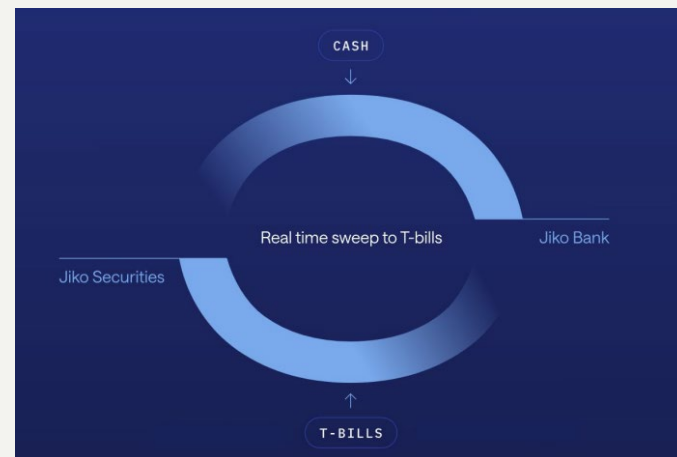 CASH
Real time sweep to T-bills
Jiko Bank
Jiko Securities
T-BILLS